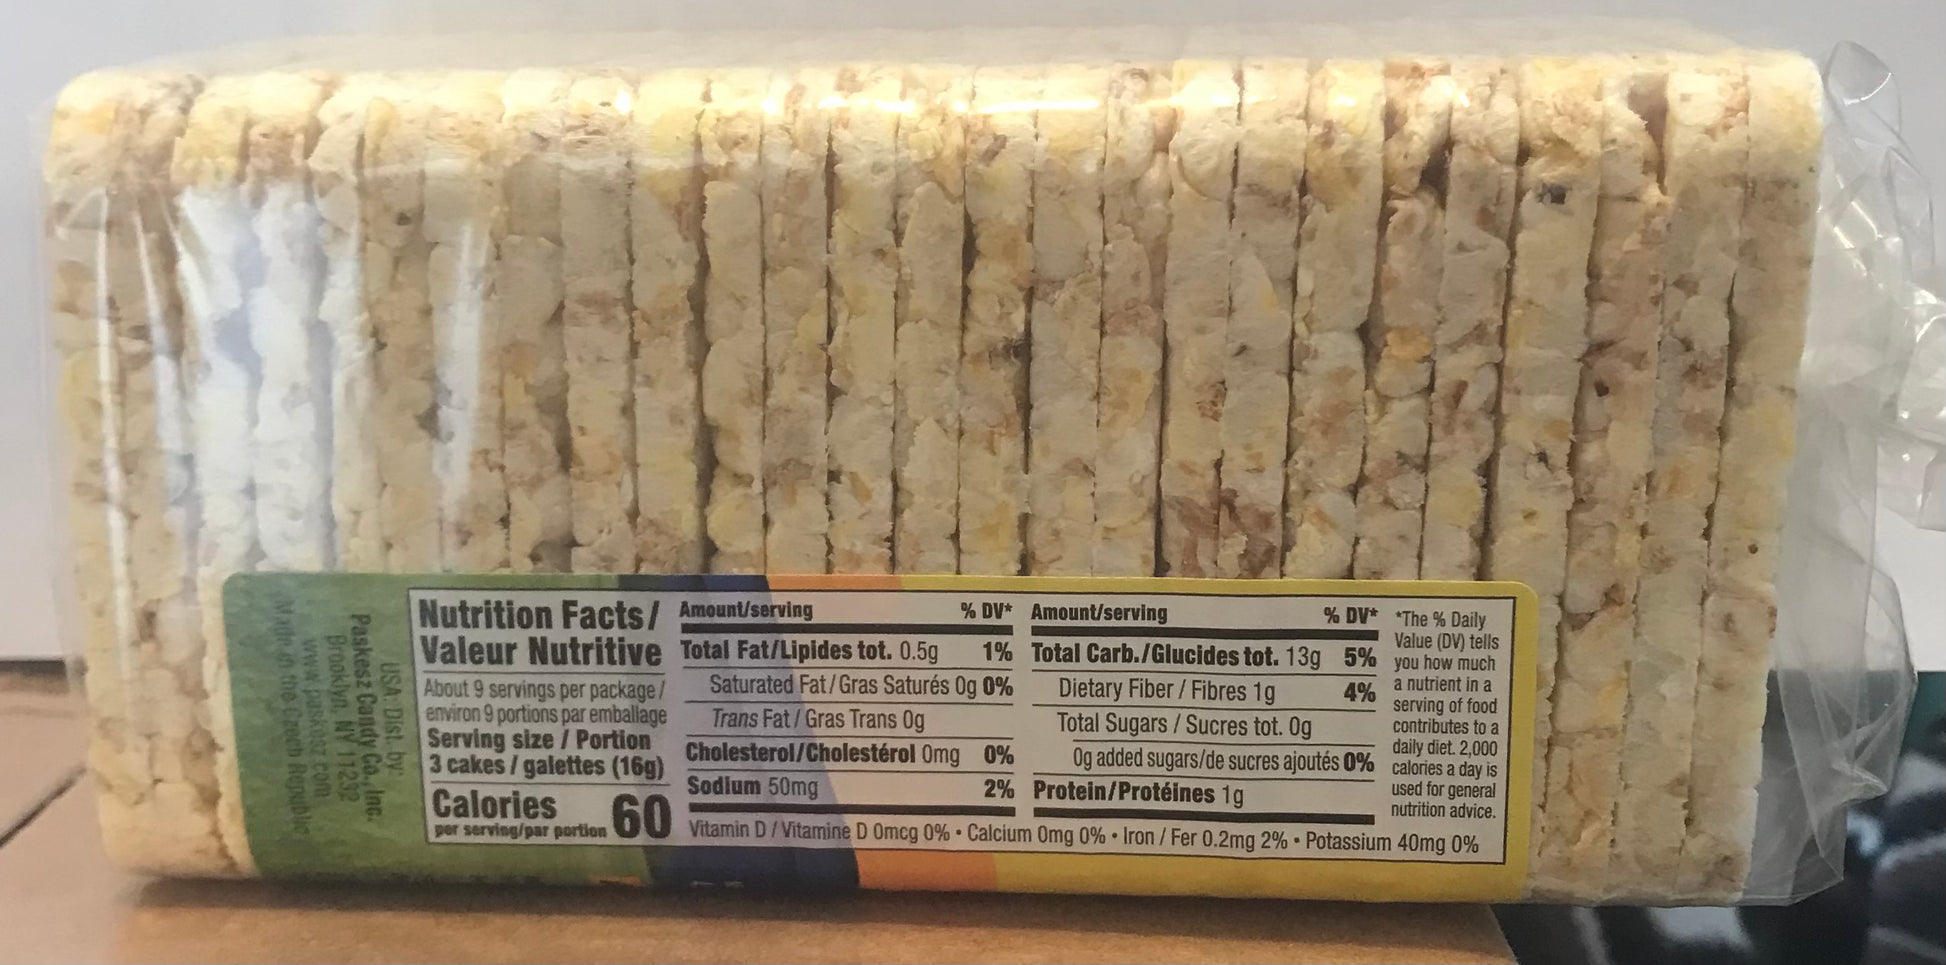 USA: Dist. by:
Paskesz Candy Co., Inc.
Brooklyn, NY 11232
www.paskesz.com
Made in the Czech Republic
Nutrition Facts/
Valeur Nutritive
About 9 servings per package/
environ 9 portions par emballage
Serving size / Portion
3 cakes / galettes (16g)
Calories 60
per serving/par portion
Amount/serving % DV*
Total Fat/Lipides tot. 0.5g 1%
Saturated Fat/Gras Saturés 0g 0%
Trans Fat / Gras Trans 0g
Cholesterol/Cholestérol 0mg 0%
Sodium 50mg 2%
Amount/serving % DV*
Total Carb./Glucides tot. 13g 5%
Dietary Fiber / Fibres 1g 4%
Total Sugars / Sucres tot. 0g
0g added sugars/de sucres ajoutés 0%
Protein/Protéines 1g
Vitamin D / Vitamine D 0mcg 0% • Calcium 0mg 0% • Iron / Fer 0.2mg 2% • Potassium 40mg 0%
*The % Daily
Value (DV) tells
you how much
a nutrient in a
serving of food
contributes to a
daily diet. 2,000
calories a day is
used for general
nutrition advice.